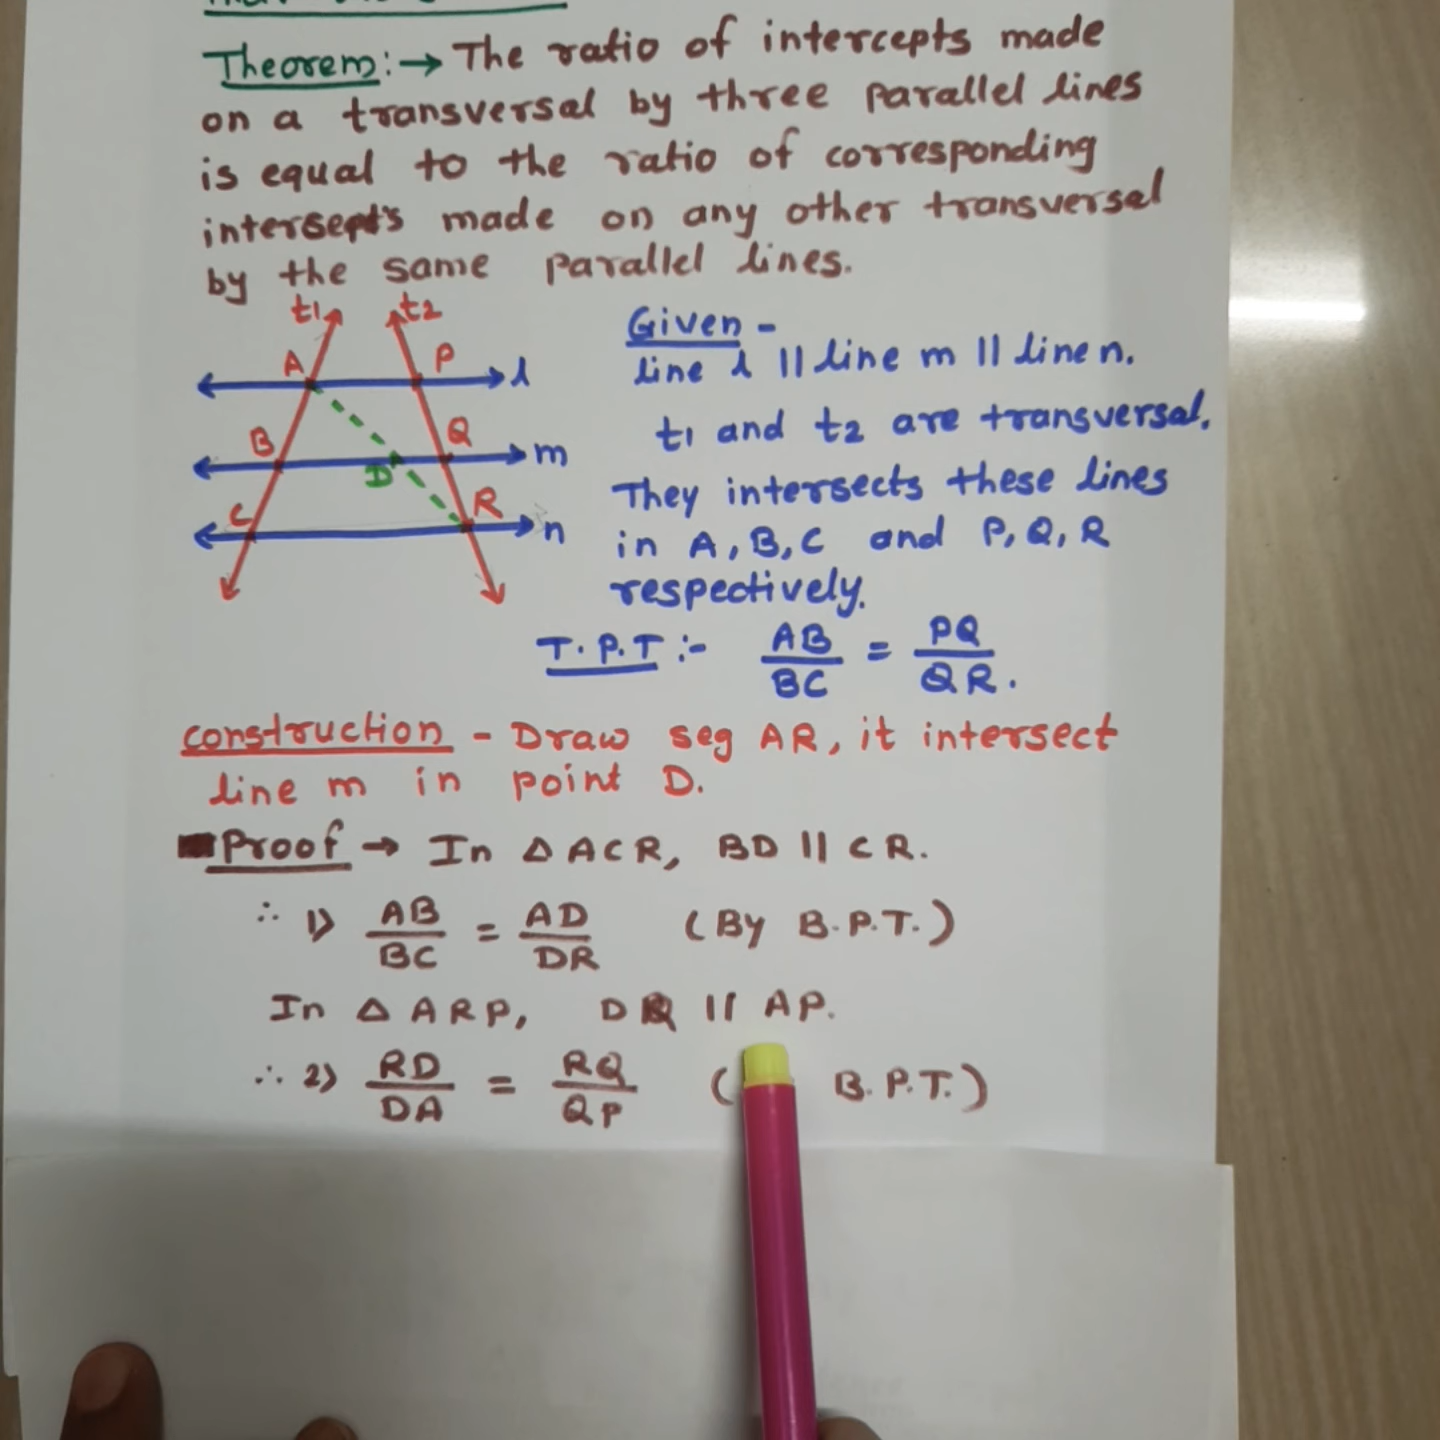 Theorem:→ The ratio of intercepts made
on a transversal by three parallel lines
is equal to the ratio of corresponding
intersepts made on any other transversal
by the same parallel lines.
t1 t2
A P l
B Q m
D
C R n
Given -
line l || line m || line n.
t1 and t2 are transversal.
They intersects these lines
in A, B, C and P, Q, R
respectively.
T.P.T :- AB/BC = PQ/QR.
construction - Draw seg AR, it intersect
line m in point D.
Proof → In △ ACR, BD || CR.
∴ 1) AB/BC = AD/DR (By B.P.T.)
In △ ARP, DQ || AP.
∴ 2) RD/DA = RQ/QP ( B.P.T.)